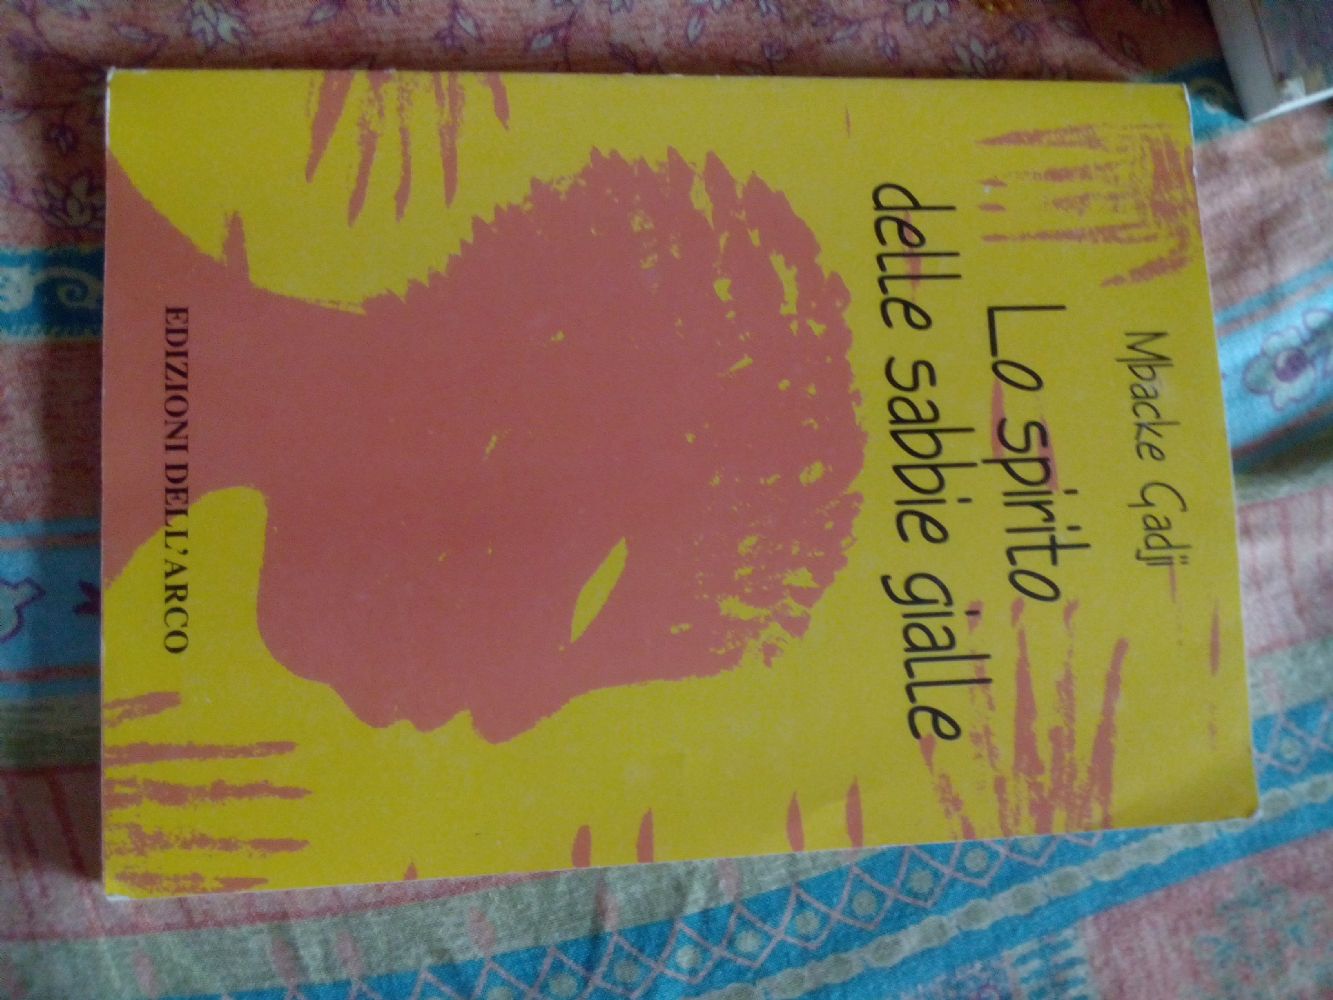 Mbacke Gadji
Lo spirito
delle sabbie gialle
EDIZIONI DELL'ARCO